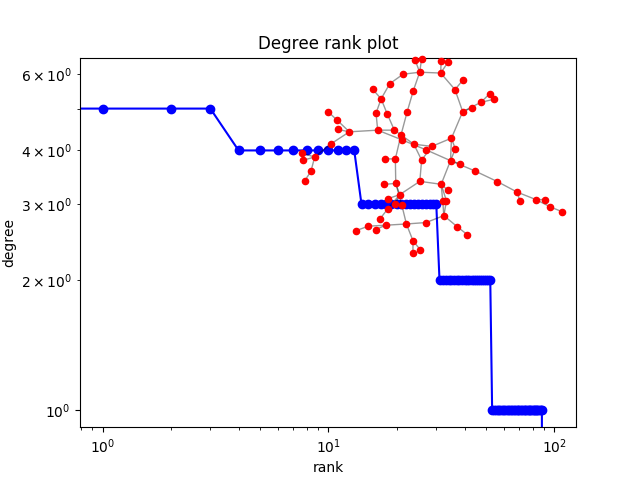 Degree rank plot
degree
6 × 10⁰
4 × 10⁰
3 × 10⁰
2 × 10⁰
10⁰
10⁰ 10¹ 10²
rank